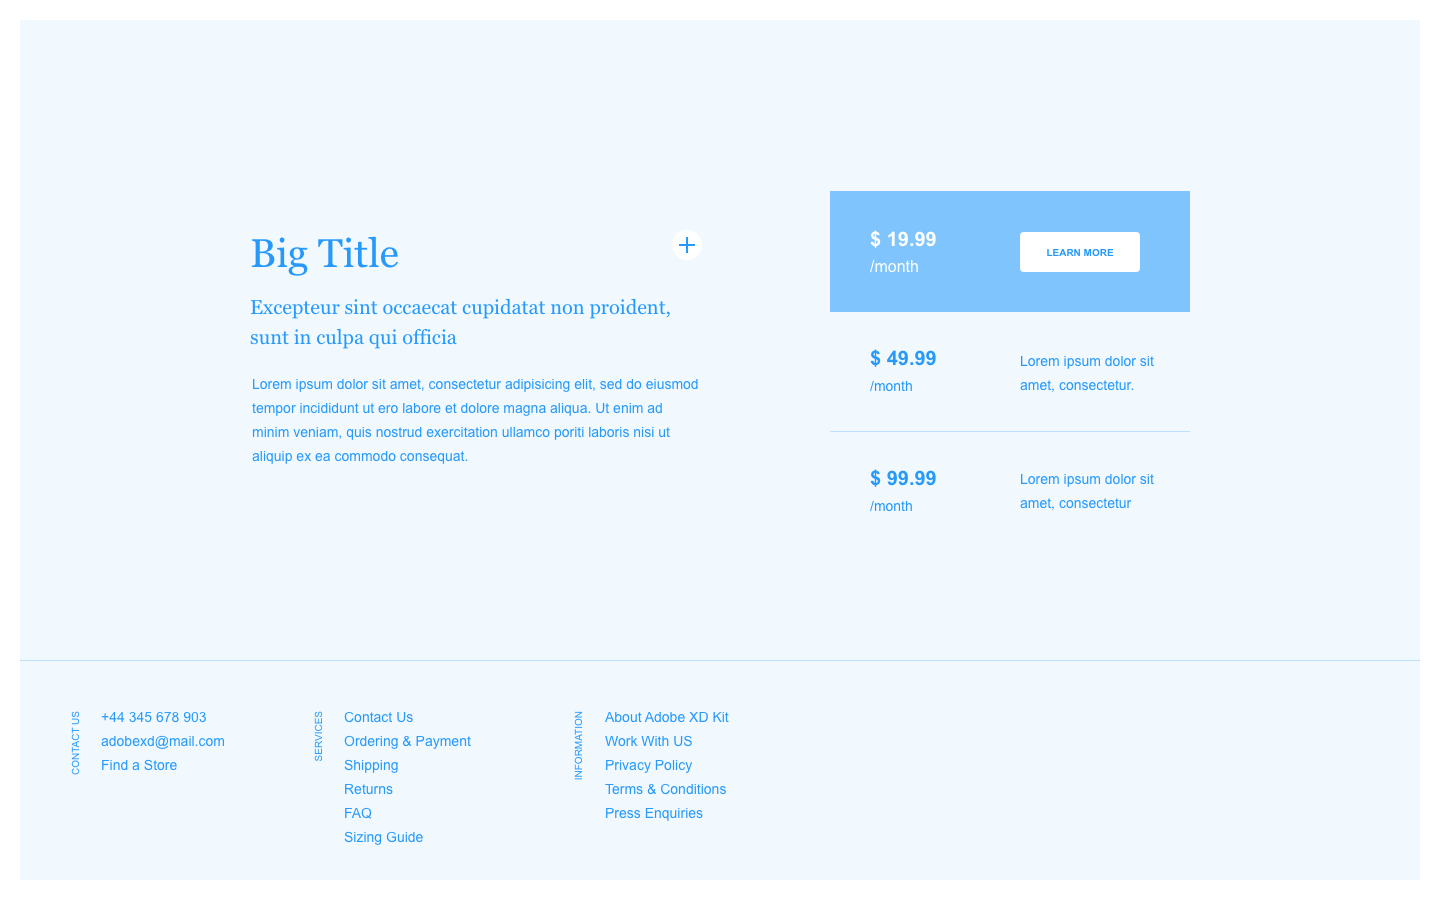 Big Title
Excepteur sint occaecat cupidatat non proident,
sunt in culpa qui officia
Lorem ipsum dolor sit amet, consectetur adipisicing elit, sed do eiusmod
tempor incididunt ut ero labore et dolore magna aliqua. Ut enim ad
minim veniam, quis nostrud exercitation ullamco poriti laboris nisi ut
aliquip ex ea commodo consequat.
$ 19.99
/month
LEARN MORE
$ 49.99
/month
Lorem ipsum dolor sit
amet, consectetur.
$ 99.99
/month
Lorem ipsum dolor sit
amet, consectetur
CONTACT US
+44 345 678 903
adobexd@mail.com
Find a Store
SERVICES
Contact Us
Ordering & Payment
Shipping
Returns
FAQ
Sizing Guide
INFORMATION
About Adobe XD Kit
Work With US
Privacy Policy
Terms & Conditions
Press Enquiries